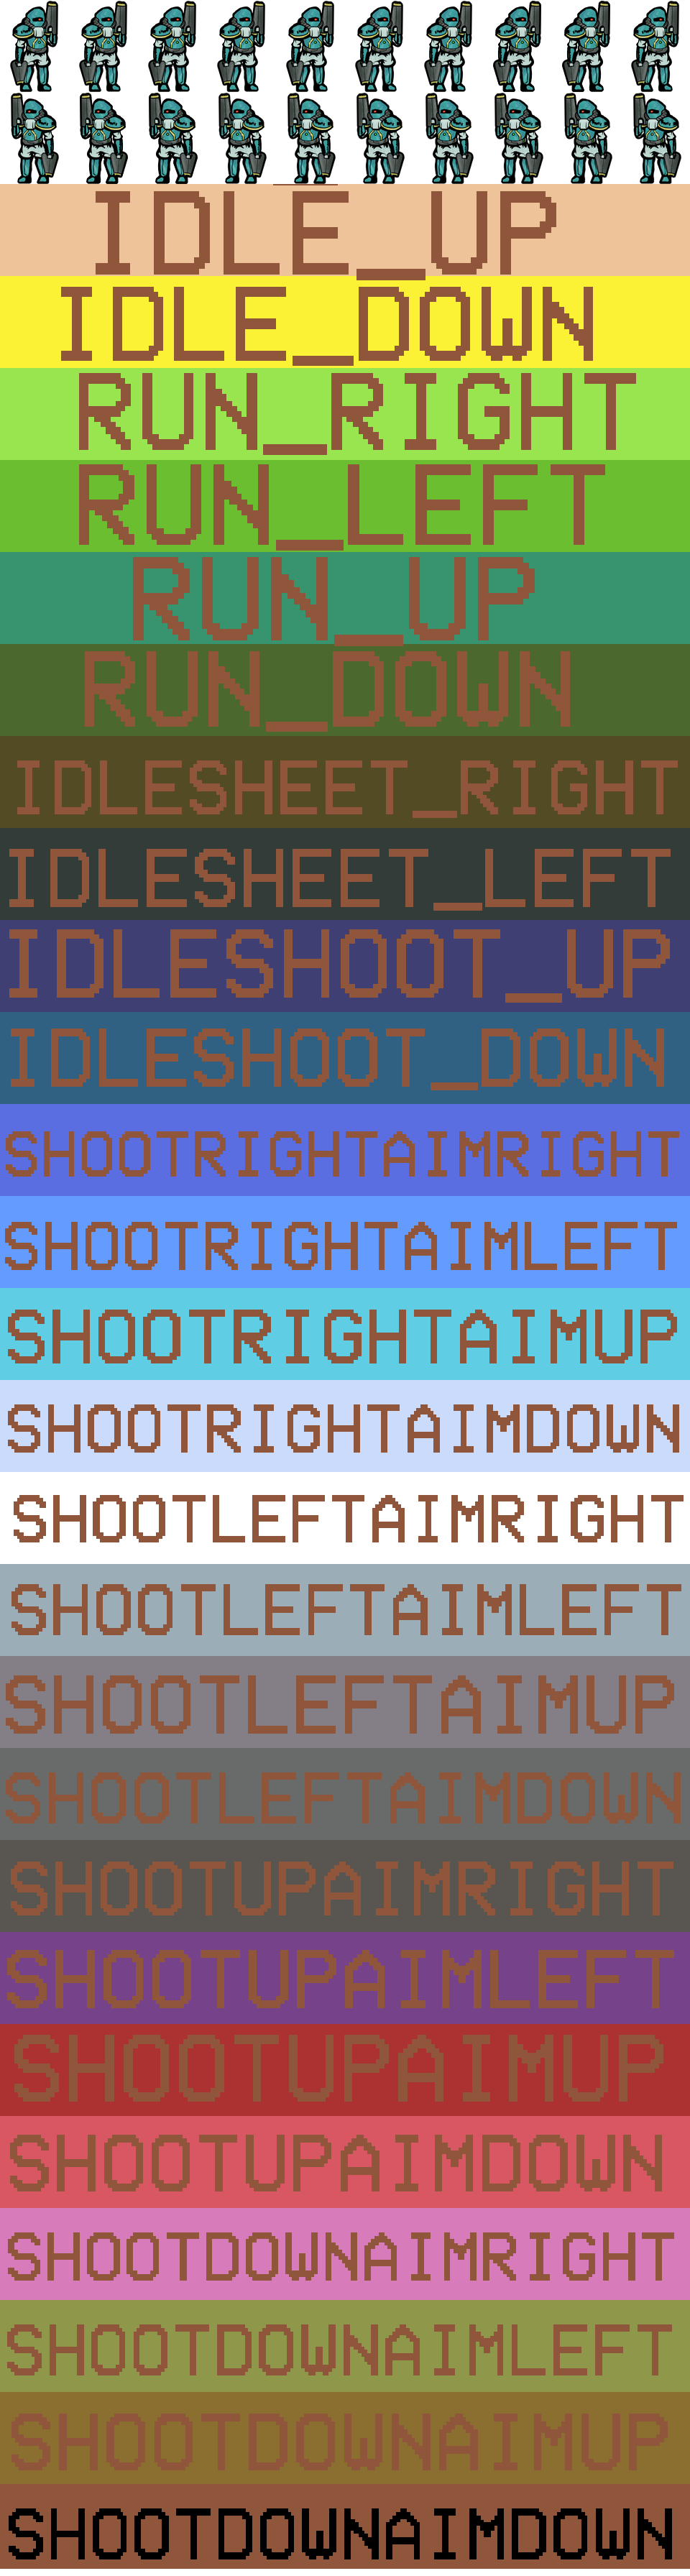 IDLE_UP
IDLE_DOWN
RUN_RIGHT
RUN_LEFT
RUN_UP
RUN_DOWN
IDLESHEET_RIGHT
IDLESHEET_LEFT
IDLESHOOT_UP
IDLESHOOT_DOWN
SHOOTRIGHTAIMRIGHT
SHOOTRIGHTAIMLEFT
SHOOTRIGHTAIMUP
SHOOTRIGHTAIMDOWN
SHOOTLEFTAIMRIGHT
SHOOTLEFTAIMLEFT
SHOOTLEFTAIMUP
SHOOTLEFTAIMDOWN
SHOOTUPAIMRIGHT
SHOOTUPAIMLEFT
SHOOTUPAIMUP
SHOOTUPAIMDOWN
SHOOTDOWNAIMRIGHT
SHOOTDOWNAIMLEFT
SHOOTDOWNAIMUP
SHOOTDOWNAIMDOWN